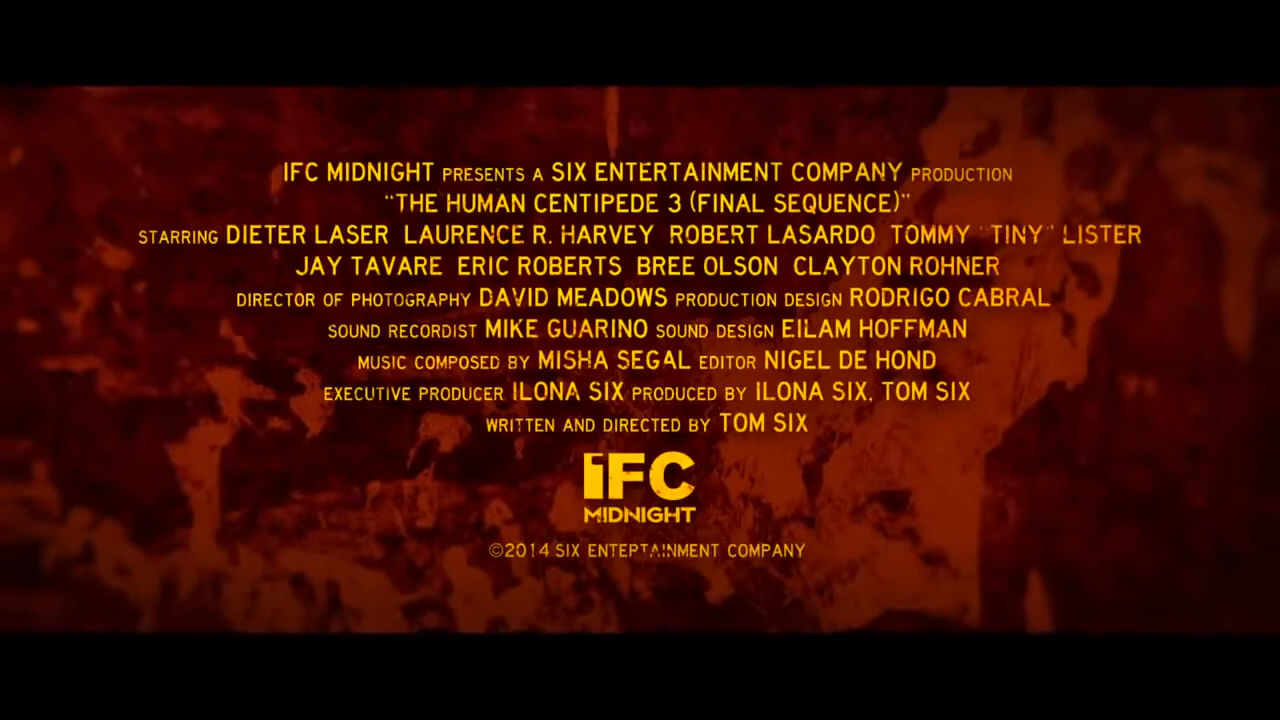 IFC MIDNIGHT PRESENTS A SIX ENTERTAINMENT COMPANY PRODUCTION
"THE HUMAN CENTIPEDE 3 (FINAL SEQUENCE)"
STARRING DIETER LASER LAURENCE R. HARVEY ROBERT LASARDO TOMMY "TINY" LISTER
JAY TAVARE ERIC ROBERTS BREE OLSON CLAYTON ROHNER
DIRECTOR OF PHOTOGRAPHY DAVID MEADOWS PRODUCTION DESIGN RODRIGO CABRAL
SOUND RECORDIST MIKE GUARINO SOUND DESIGN EILAM HOFFMAN
MUSIC COMPOSED BY MISHA SEGAL EDITOR NIGEL DE HOND
EXECUTIVE PRODUCER ILONA SIX PRODUCED BY ILONA SIX, TOM SIX
WRITTEN AND DIRECTED BY TOM SIX
IFC
MIDNIGHT
©2014 SIX ENTERTAINMENT COMPANY